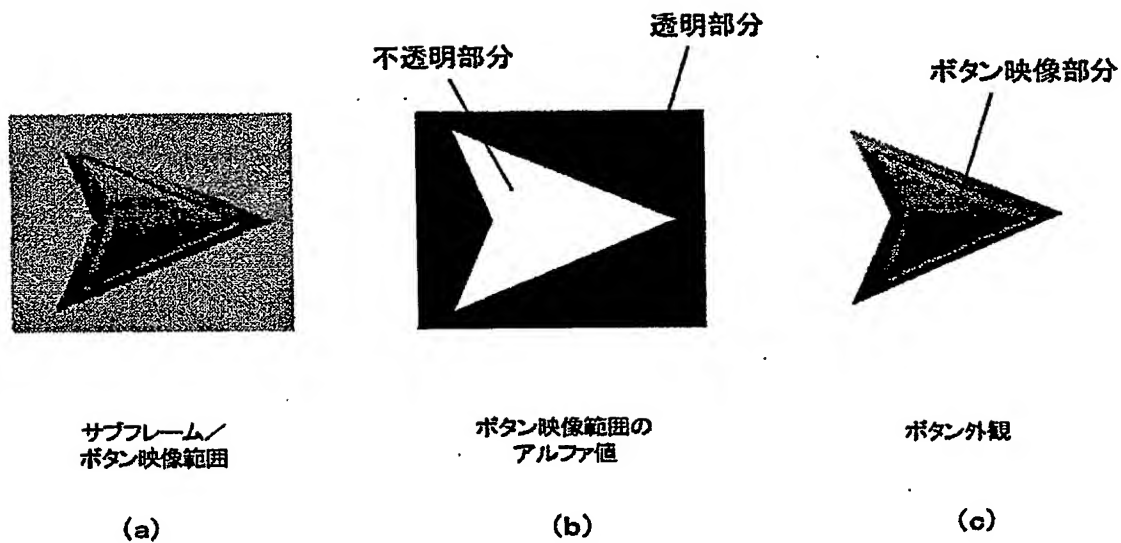 透明部分
不透明部分
ボタン映像部分
サブフレーム／
ボタン映像範囲
ボタン映像範囲の
アルファ値
ボタン外観
(a)
(b)
(c)